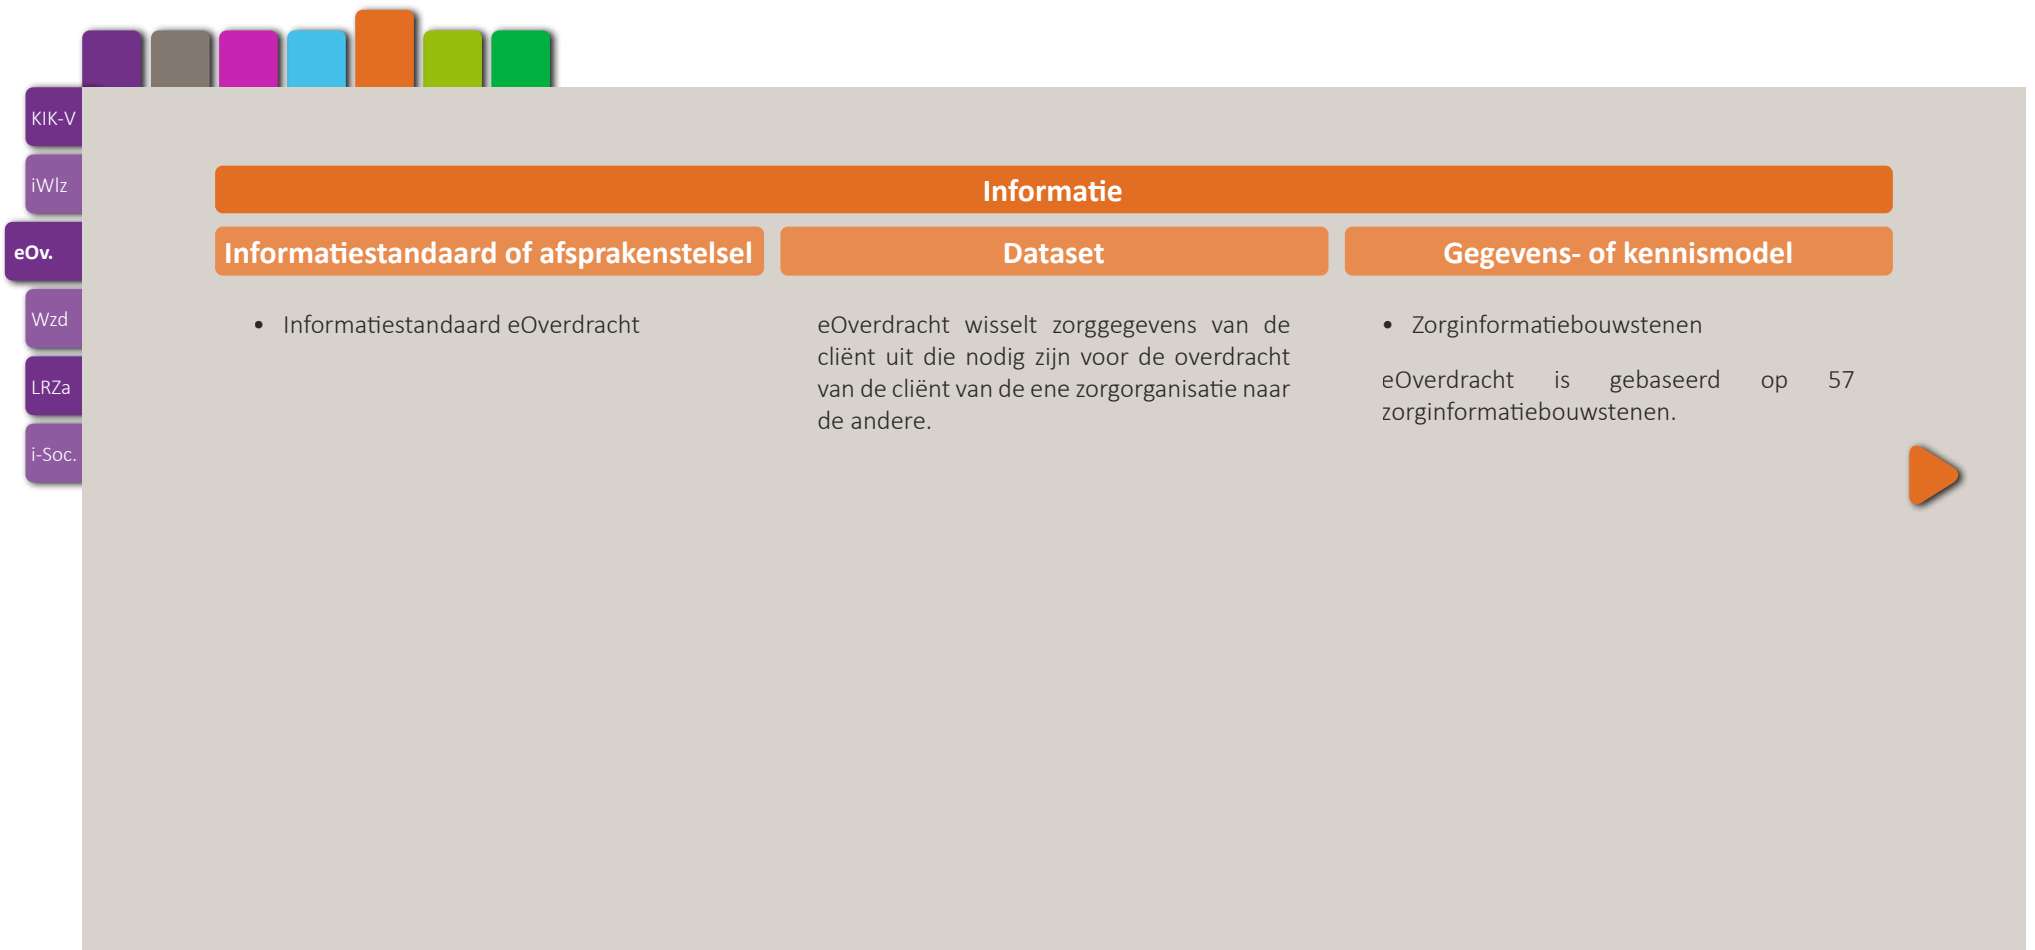 KIK-V
iWlz
eOv.
Wzd
LRZa
i-Soc.
Informatie
Informatiestandaard of afsprakenstelsel
• Informatiestandaard eOverdracht
Dataset
eOverdracht wisselt zorggegevens van de
cliënt uit die nodig zijn voor de overdracht
van de cliënt van de ene zorgorganisatie naar
de andere.
Gegevens- of kennismodel
• Zorginformatiebouwstenen
eOverdracht is gebaseerd op 57
zorginformatiebouwstenen.